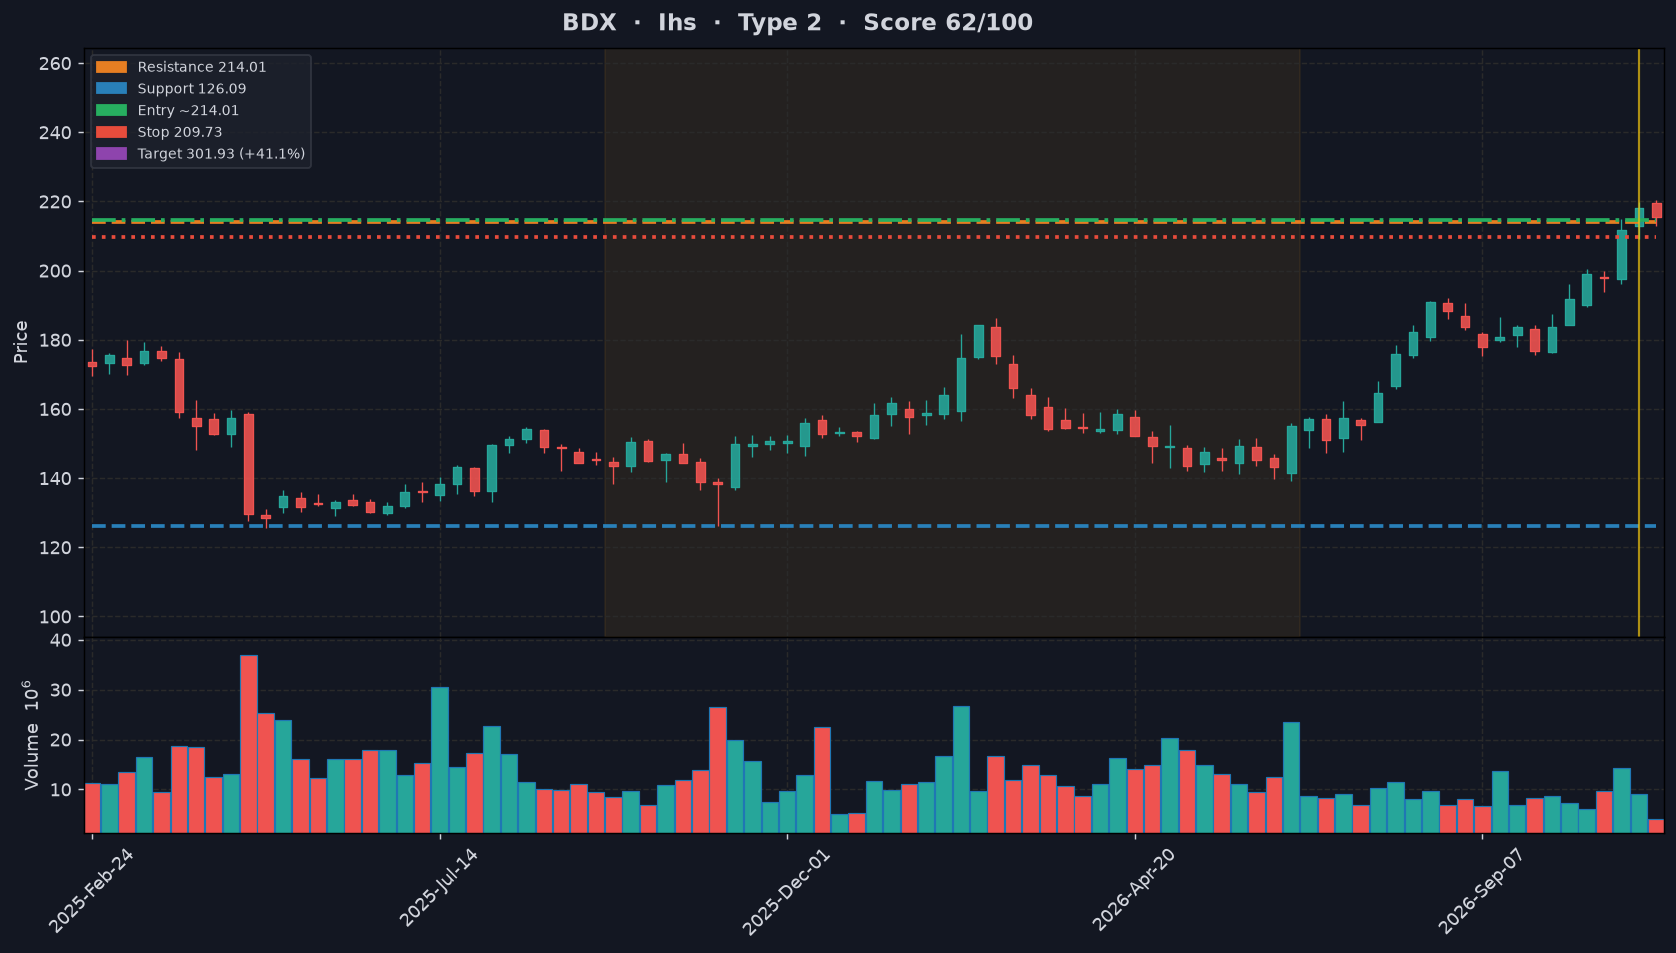 BDX · Ihs · Type 2 · Score 62/100
Resistance 214.01
Support 126.09
Entry ~214.01
Stop 209.73
Target 301.93 (+41.1%)
Price
260
240
220
200
180
160
140
120
100
Volume 10⁶
40
30
20
10
2025-Feb-24
2025-Jul-14
2025-Dec-01
2026-Apr-20
2026-Sep-07